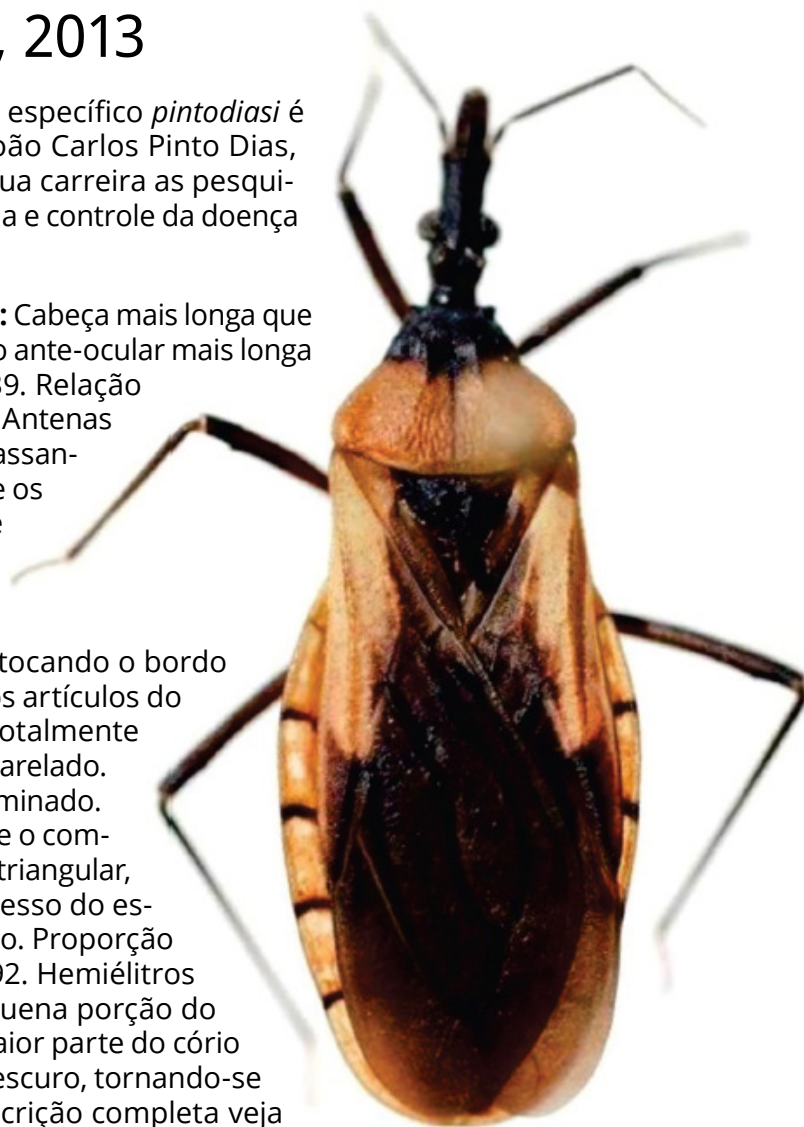 , 2013
específico pintodiasi é
oão Carlos Pinto Dias,
ua carreira as pesqui-
a e controle da doença
: Cabeça mais longa que
o ante-ocular mais longa
39. Relação
Antenas
assan-
e os
e
tocando o bordo
os artículos do
otalmente
arelado.
minado.
e o com-
triangular,
esso do es-
o. Proporção
92. Hemiélitros
uena porção do
aior parte do cório
escuro, tornando-se
crição completa veja